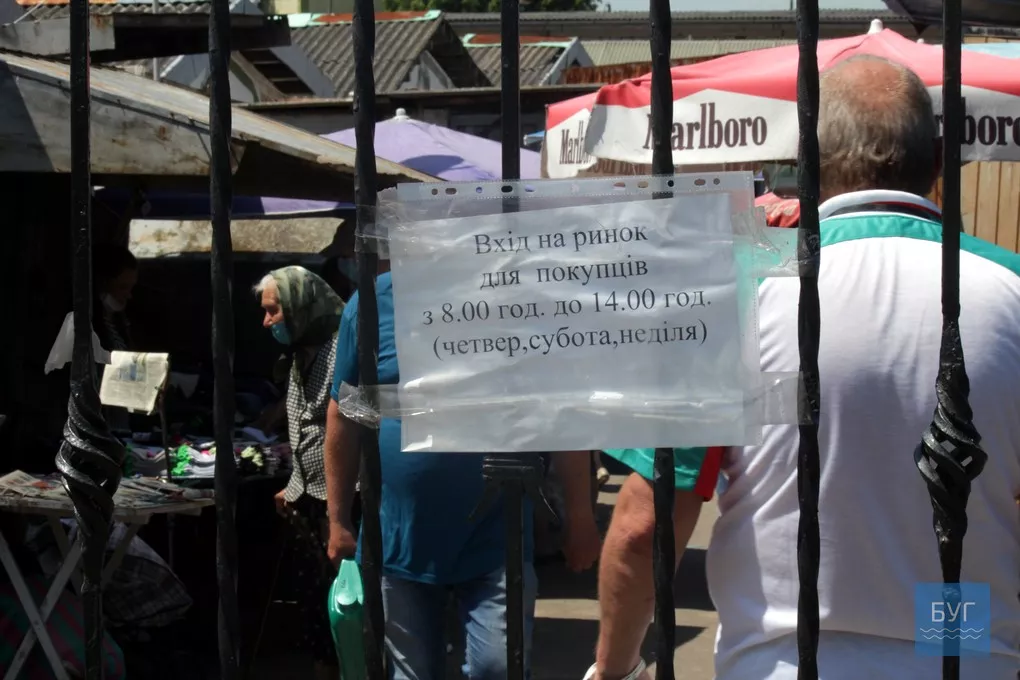 Вхід на ринок
для покупців
з 8.00 год. до 14.00 год.
(четвер,субота,неділя)
Marlboro
Marlboro
БУГ